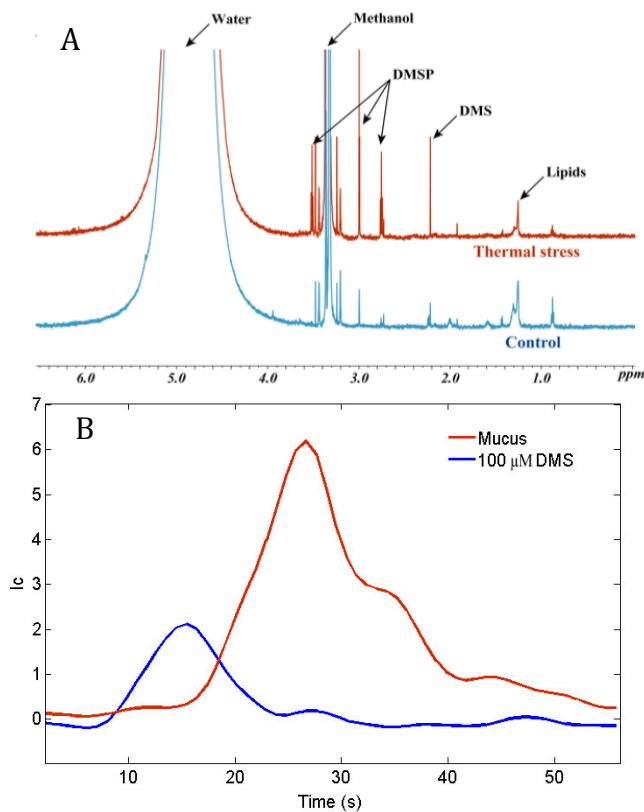 A
Water
Methanol
DMSP
DMS
Lipids
Thermal stress
Control
6.0 5.0 4.0 3.0 2.0 1.0 ppm
B
Mucus
100 μM DMS
7
6
5
4
3
2
1
0
Ic
10 20 30 40 50
Time (s)